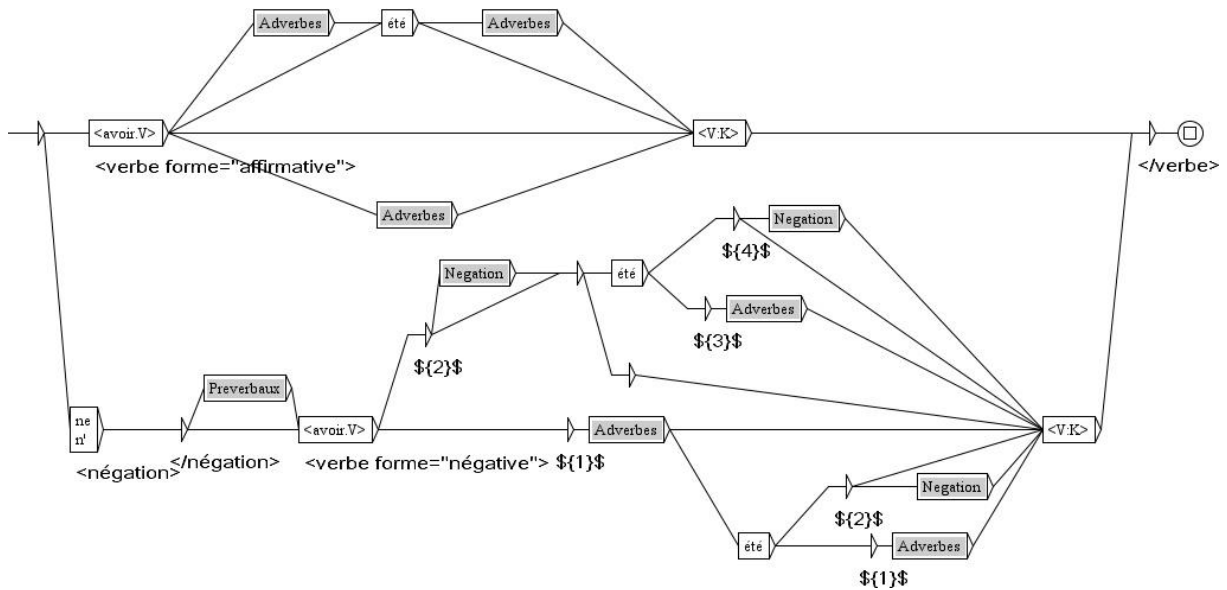 Adverbes
été
Adverbes
<avoir.V>
<V:K>
<verbe forme="affirmative">
</verbe>
Adverbes
Negation
Negation
été
${4}$
Adverbes
${2}$
${3}$
Preverbaux
ne
n'
<avoir.V>
Adverbes
<V:K>
<négation>
</négation>
<verbe forme="négative">
${1}$
Negation
${2}$
été
Adverbes
${1}$